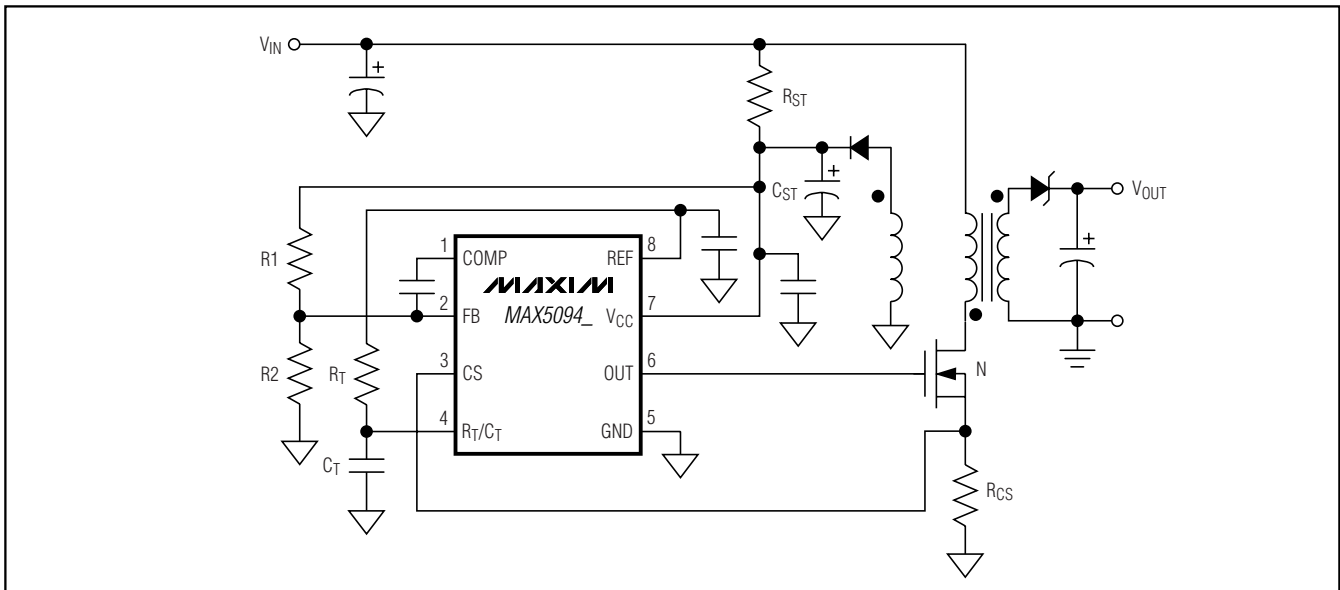 VIN
+
RST
+
CST
VOUT
+
R1
1
COMP
REF
8
MAXIM
MAX5094_
2
FB
VCC
7
R2
RT
3
CS
OUT
6
N
4
RT/CT
GND
5
CT
RCS